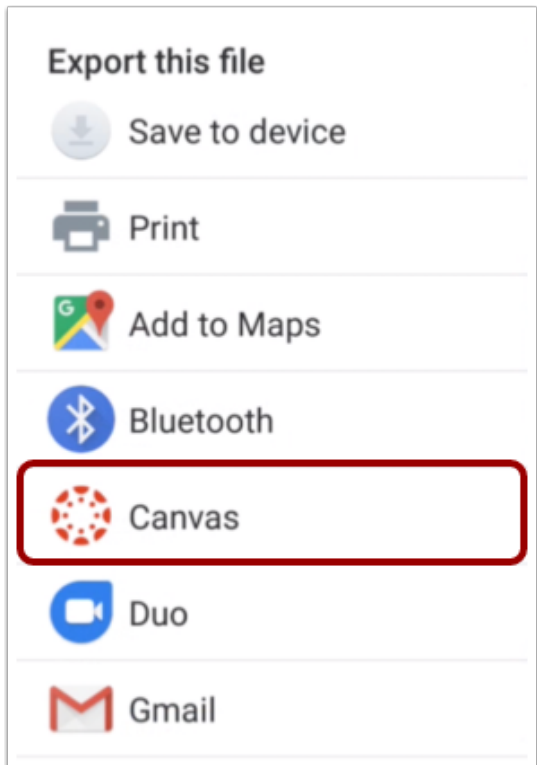 Export this file
Save to device
Print
G
Add to Maps
Bluetooth
Canvas
Duo
Gmail